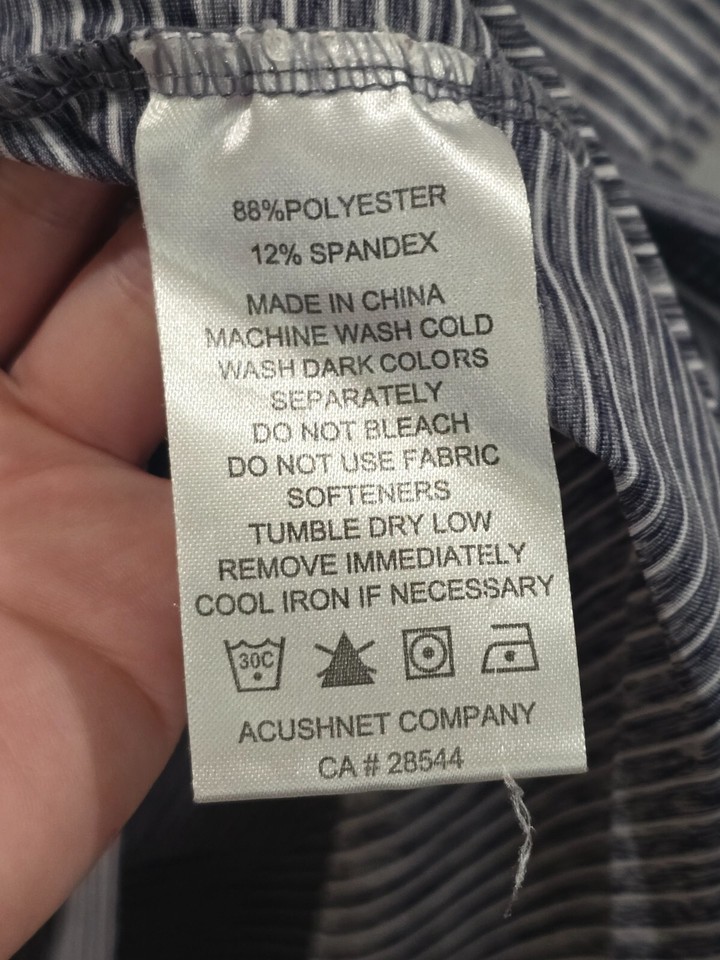 88%POLYESTER
12% SPANDEX
MADE IN CHINA
MACHINE WASH COLD
WASH DARK COLORS
SEPARATELY
DO NOT BLEACH
DO NOT USE FABRIC
SOFTENERS
TUMBLE DRY LOW
REMOVE IMMEDIATELY
COOL IRON IF NECESSARY
30C
ACUSHNET COMPANY
CA # 28544